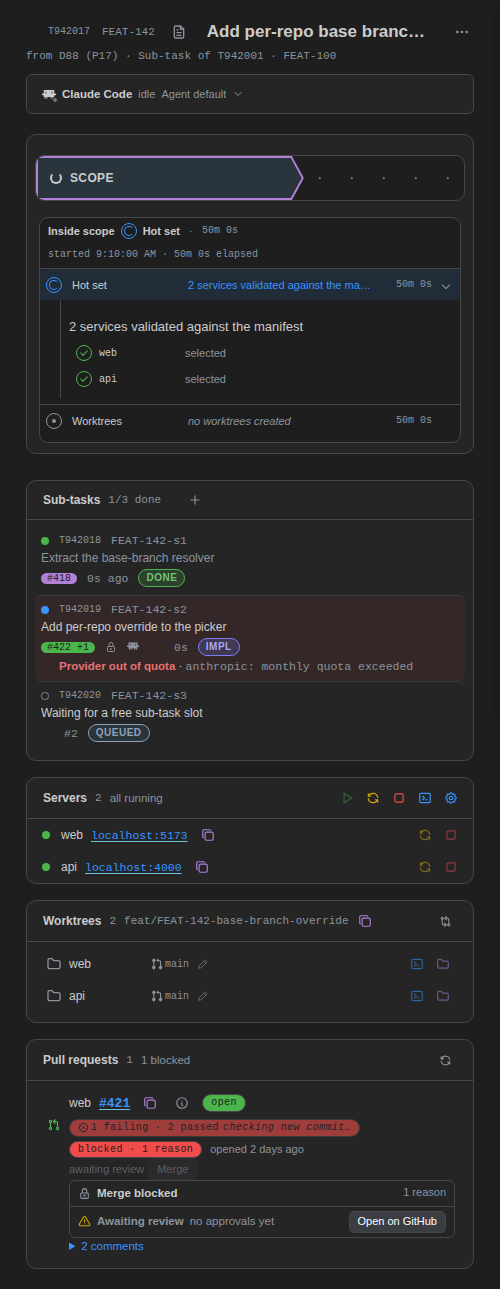 T942017 FEAT-142 Add per-repo base branc…
from D88 (P17) · Sub-task of T942001 · FEAT-100
Claude Code idle Agent default
SCOPE
Inside scope Hot set · 50m 0s
started 9:10:00 AM · 50m 0s elapsed
Hot set 2 services validated against the ma… 50m 0s
2 services validated against the manifest
web selected
api selected
Worktrees no worktrees created 50m 0s
Sub-tasks 1/3 done
T942018 FEAT-142-s1
Extract the base-branch resolver
#418 0s ago DONE
T942019 FEAT-142-s2
Add per-repo override to the picker
#422 +1 0s IMPL
Provider out of quota · anthropic: monthly quota exceeded
T942020 FEAT-142-s3
Waiting for a free sub-task slot
#2 QUEUED
Servers 2 all running
web localhost:5173
api localhost:4000
Worktrees 2 feat/FEAT-142-base-branch-override
web main
api main
Pull requests 1 1 blocked
web #421 open
1 failing · 2 passed checking new commit…
blocked · 1 reason opened 2 days ago
awaiting review Merge
Merge blocked 1 reason
Awaiting review no approvals yet Open on GitHub
2 comments